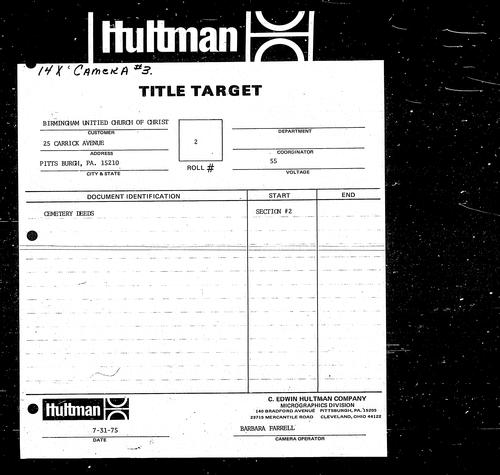 Hultman
14X CAMERA #3.
TITLE TARGET
BIRMINGHAM UNITIED CHURCH OF CHRIST
CUSTOMER
25 CARRICK AVENUE
ADDRESS
PITTS BURGH, PA. 15210
CITY & STATE
2
ROLL #
DEPARTMENT
COORDINATOR
55
VOLTAGE
DOCUMENT IDENTIFICATION START END
CEMETERY DEEDS SECTION #2
Hultman
7-31-75
DATE
C. EDWIN HULTMAN COMPANY
MICROGRAPHICS DIVISION
140 BRADFORD AVENUE PITTSBURGH, PA. 15205
23715 MERCANTILE ROAD CLEVELAND, OHIO 44122
BARBARA FARRELL
CAMERA OPERATOR